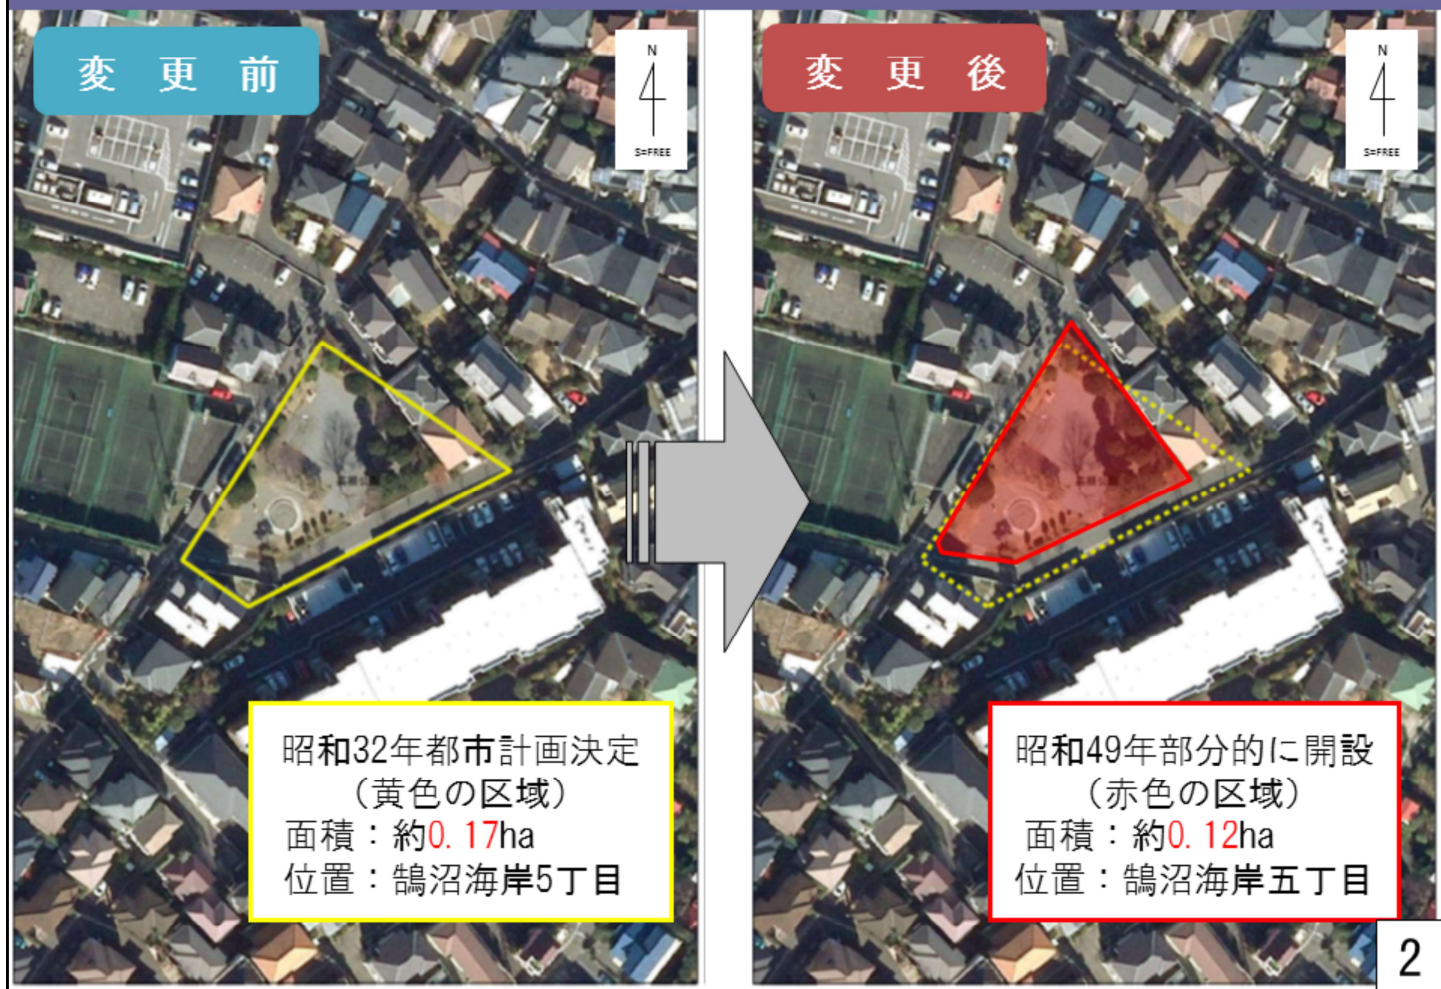 変更前
N
S=FREE
昭和32年都市計画決定
（黄色の区域）
面積：約0.17ha
位置：鵠沼海岸5丁目
変更後
N
S=FREE
昭和49年部分的に開設
（赤色の区域）
面積：約0.12ha
位置：鵠沼海岸五丁目
2